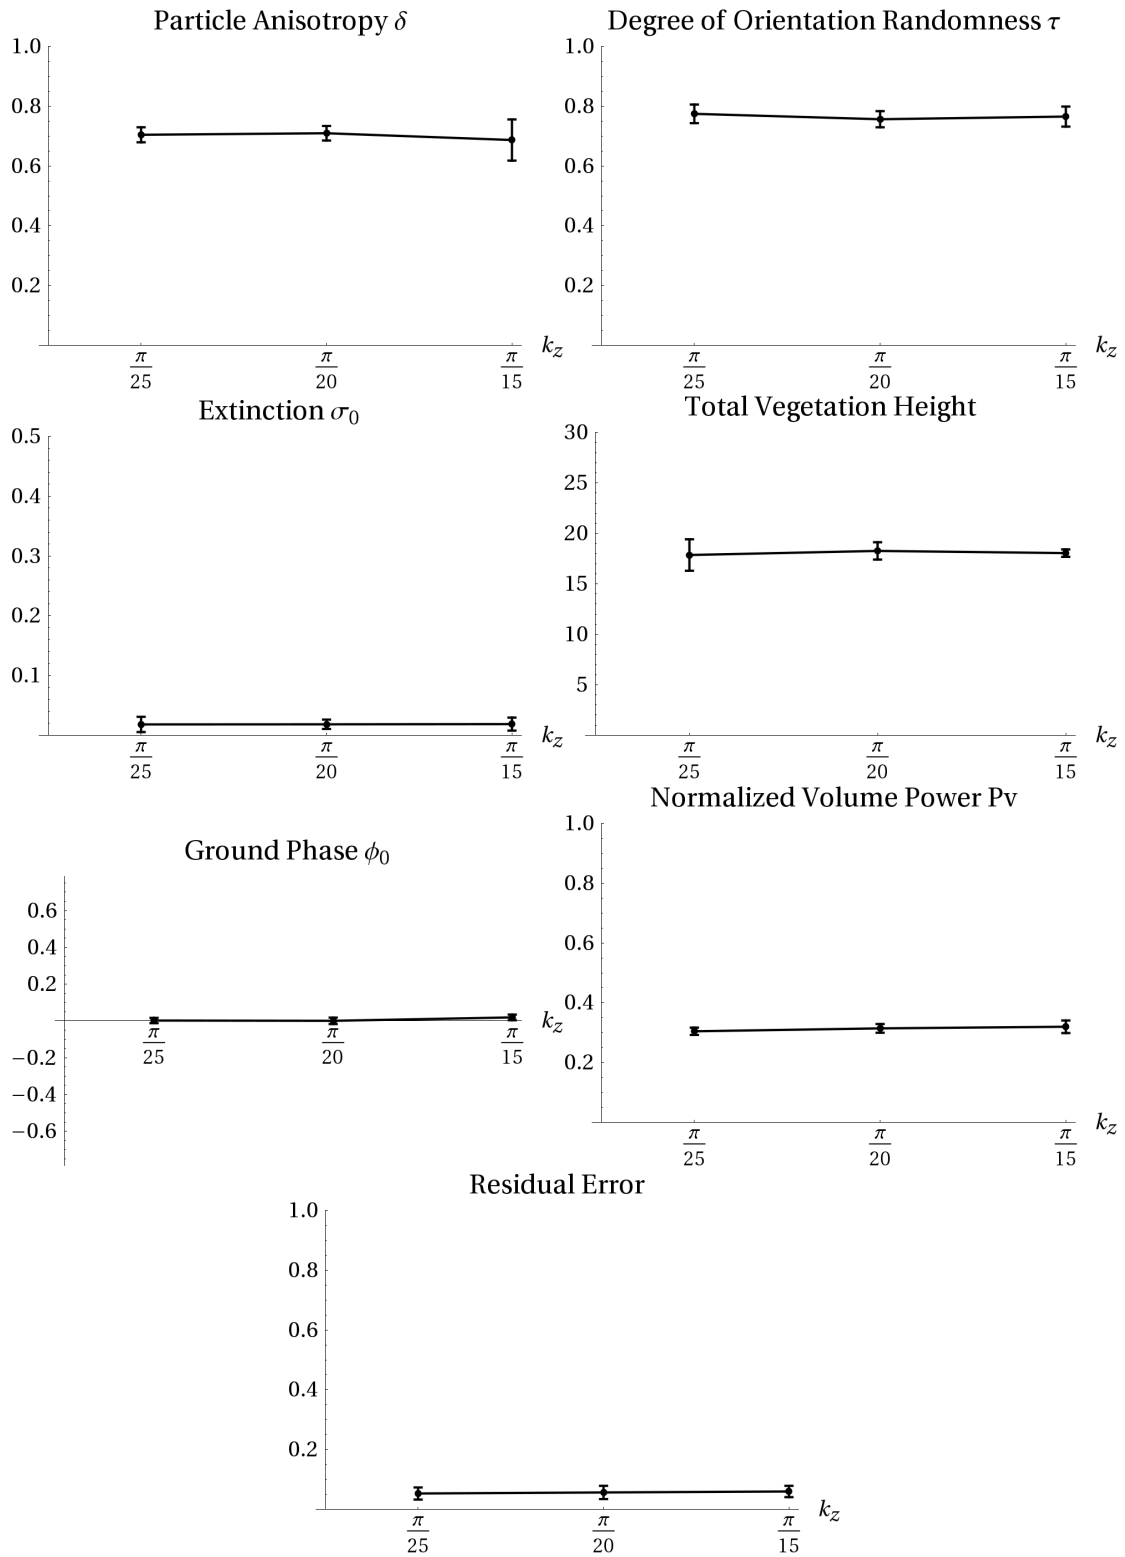 Particle Anisotropy δ
1.0
0.8
0.6
0.4
0.2
π/25 π/20 π/15 k_z
Degree of Orientation Randomness τ
1.0
0.8
0.6
0.4
0.2
π/25 π/20 π/15 k_z
Extinction σ₀
0.5
0.4
0.3
0.2
0.1
π/25 π/20 π/15 k_z
Total Vegetation Height
30
25
20
15
10
5
π/25 π/20 π/15 k_z
Ground Phase ϕ₀
0.6
0.4
0.2
−0.2
−0.4
−0.6
π/25 π/20 π/15 k_z
Normalized Volume Power Pv
1.0
0.8
0.6
0.4
0.2
π/25 π/20 π/15 k_z
Residual Error
1.0
0.8
0.6
0.4
0.2
π/25 π/20 π/15 k_z